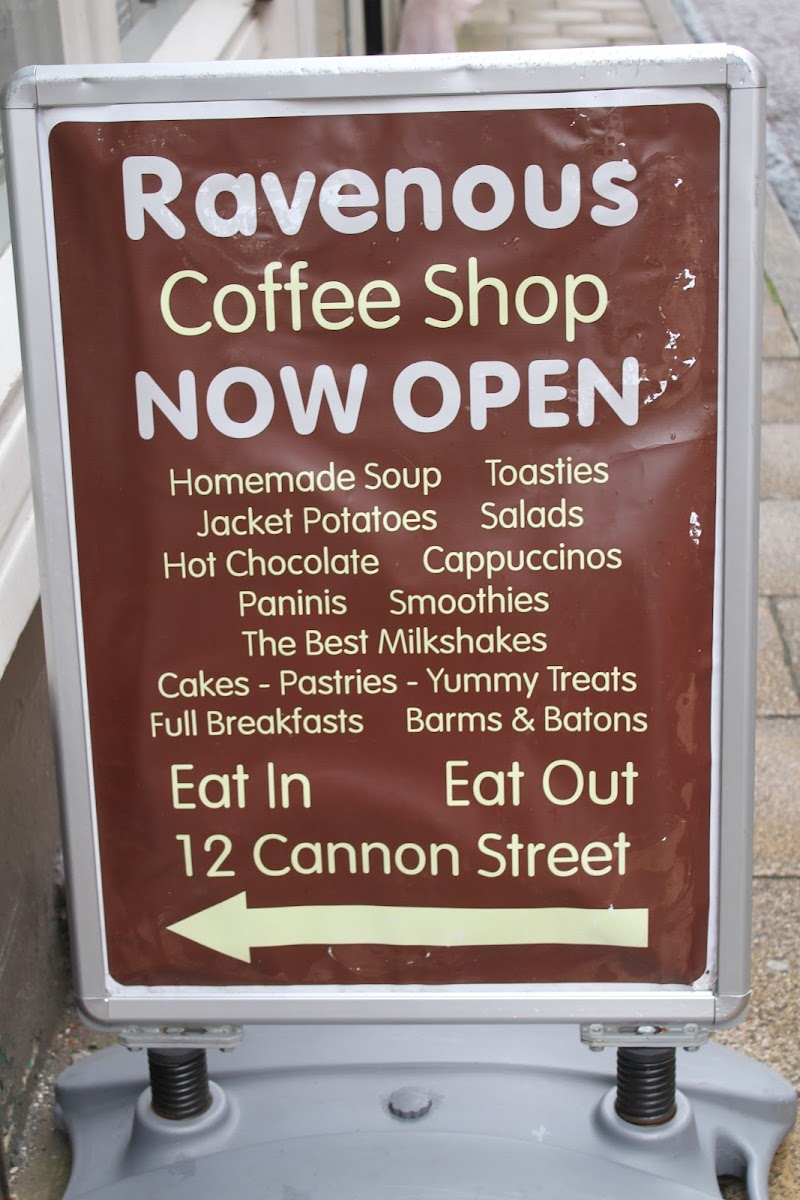 Ravenous
Coffee Shop
NOW OPEN
Homemade Soup Toasties
Jacket Potatoes Salads
Hot Chocolate Cappuccinos
Paninis Smoothies
The Best Milkshakes
Cakes - Pastries - Yummy Treats
Full Breakfasts Barms & Batons
Eat In Eat Out
12 Cannon Street